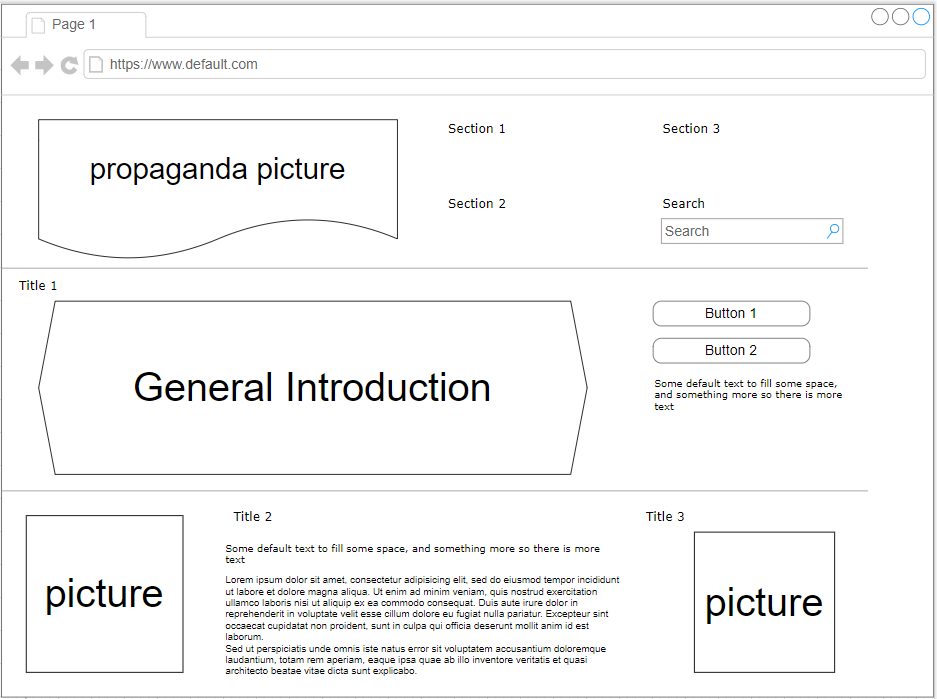 Page 1
https://www.default.com
propaganda picture
Section 1
Section 3
Section 2
Search
Search
Title 1
General Introduction
Button 1
Button 2
Some default text to fill some space,
and something more so there is more
text
picture
Title 2
Some default text to fill some space, and something more so there is more
text
Lorem ipsum dolor sit amet, consectetur adipisicing elit, sed do eiusmod tempor incididunt
ut labore et dolore magna aliqua. Ut enim ad minim veniam, quis nostrud exercitation
ullamco laboris nisi ut aliquip ex ea commodo consequat. Duis aute irure dolor in
reprehenderit in voluptate velit esse cillum dolore eu fugiat nulla pariatur. Excepteur sint
occaecat cupidatat non proident, sunt in culpa qui officia deserunt mollit anim id est
laborum.
Sed ut perspiciatis unde omnis iste natus error sit voluptatem accusantium doloremque
laudantium, totam rem aperiam, eaque ipsa quae ab illo inventore veritatis et quasi
architecto beatae vitae dicta sunt explicabo.
Title 3
picture